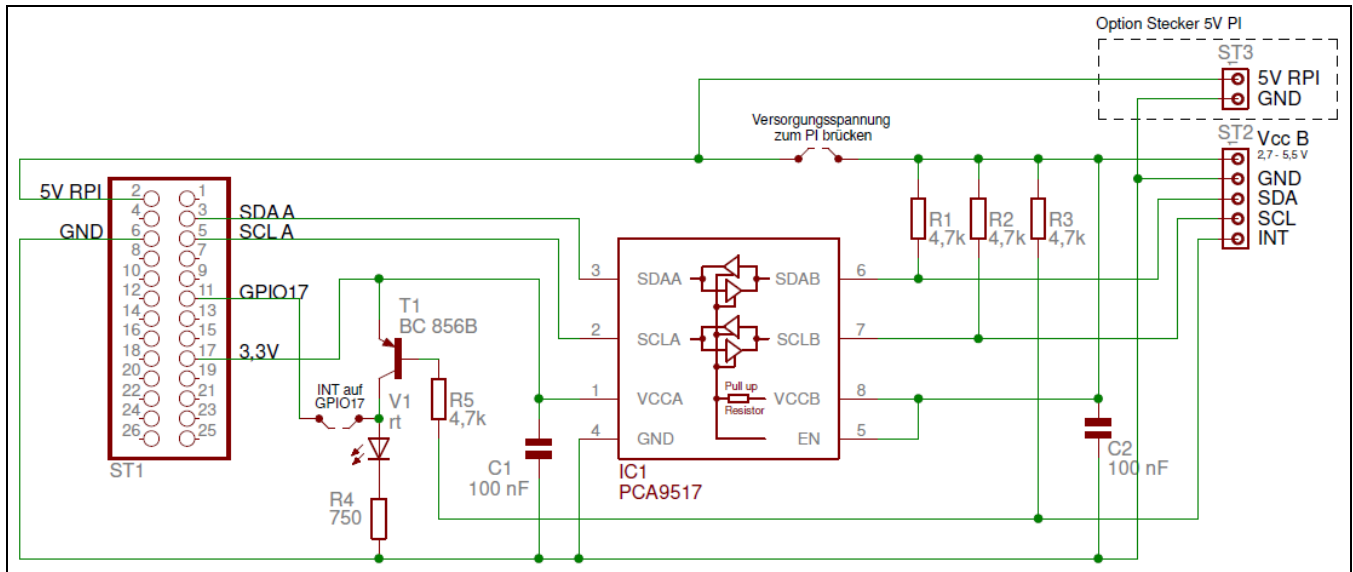 Option Stecker 5V PI
ST3
1
5V RPI
GND
Versorgungsspannung
zum PI brücken
ST2
1
Vcc B
2,7 - 5,5 V
GND
SDA
SCL
INT
5V RPI
GND
2
4
6
8
10
12
14
16
18
20
22
24
26
1
3
5
7
9
11
13
15
17
19
21
23
25
ST1
SDAA
SCL A
GPIO17
3,3V
INT auf
GPIO17
T1
BC 856B
V1
rt
R4
750
R5
4,7k
C1
100 nF
3
2
1
4
SDAA
SCLA
VCCA
GND
Pull up
Resistor
SDAB
SCLB
VCCB
EN
6
7
8
5
IC1
PCA9517
R1
4,7k
R2
4,7k
R3
4,7k
C2
100 nF